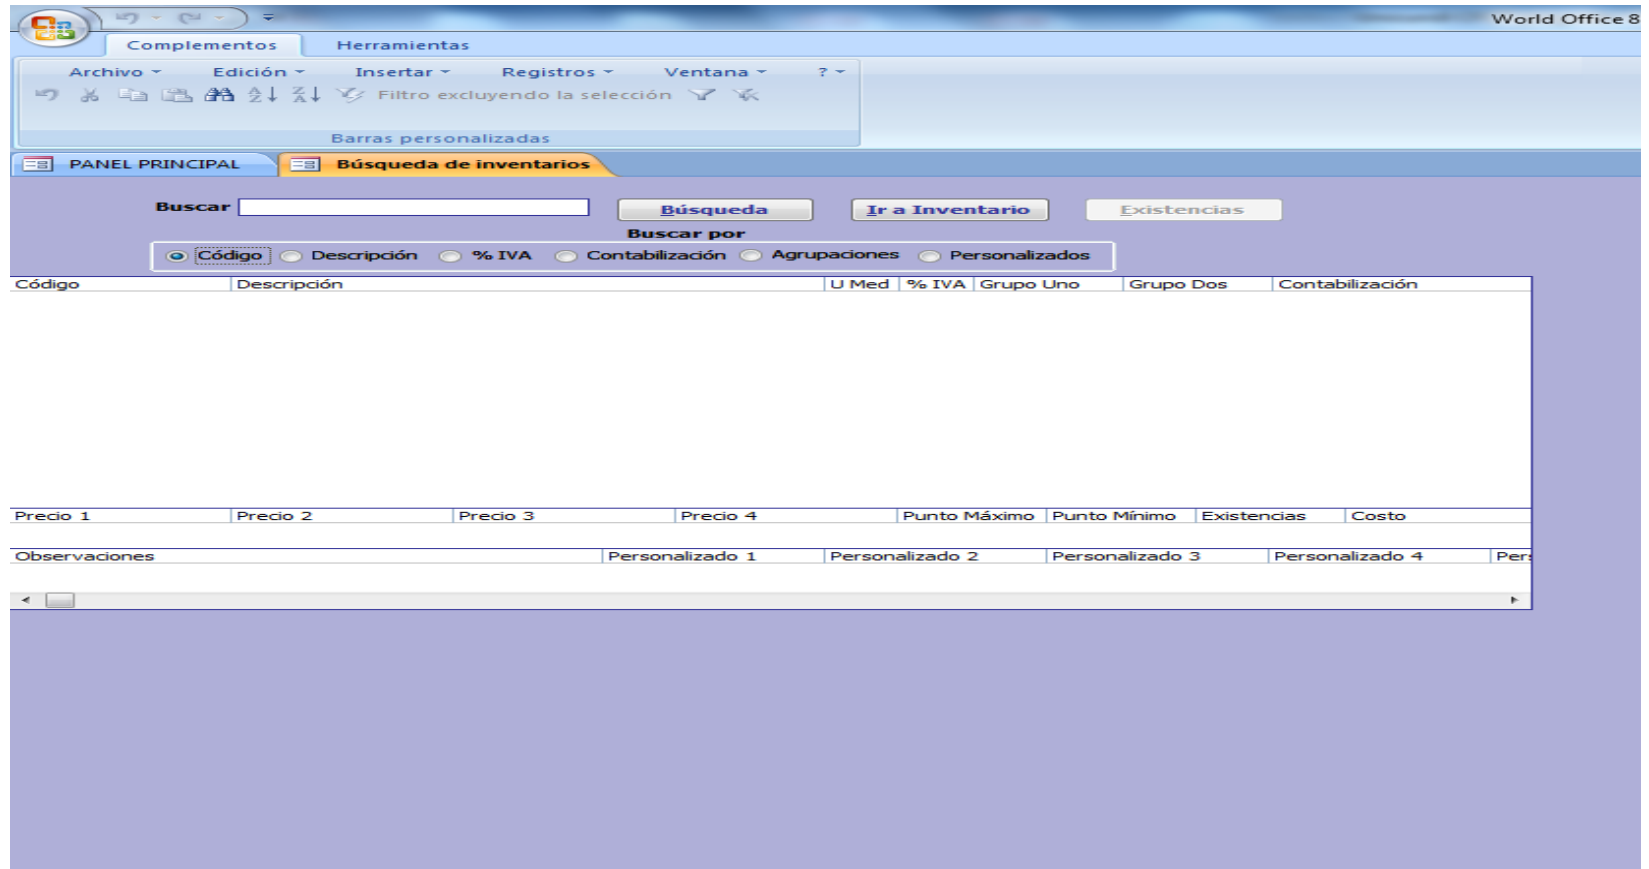 World Office 8
Complementos Herramientas
Archivo Edición Insertar Registros Ventana ?
Filtro excluyendo la selección
Barras personalizadas
PANEL PRINCIPAL Búsqueda de inventarios
Buscar Búsqueda Ir a Inventario Existencias
Buscar por
Código Descripción % IVA Contabilización Agrupaciones Personalizados
Código Descripción U Med % IVA Grupo Uno Grupo Dos Contabilización
Precio 1 Precio 2 Precio 3 Precio 4 Punto Máximo Punto Mínimo Existencias Costo
Observaciones Personalizado 1 Personalizado 2 Personalizado 3 Personalizado 4 Pers